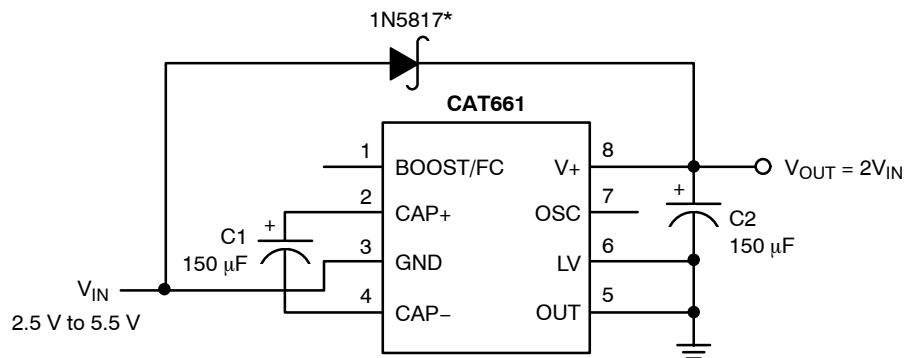 1N5817*
CAT661
1 BOOST/FC V+ 8
V_OUT = 2V_IN
2 CAP+ OSC 7
+
C1
150 μF
+
C2
150 μF
3 GND LV 6
V_IN
2.5 V to 5.5 V
4 CAP− OUT 5